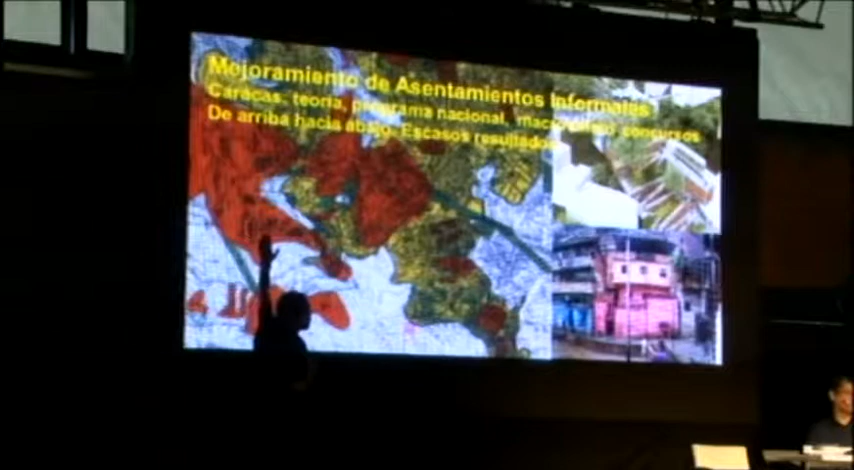 Mejoramiento de Asentamientos Informales
Caracas, teoría, programa nacional, concursos
De arriba hacia abajo. Escasos resultados